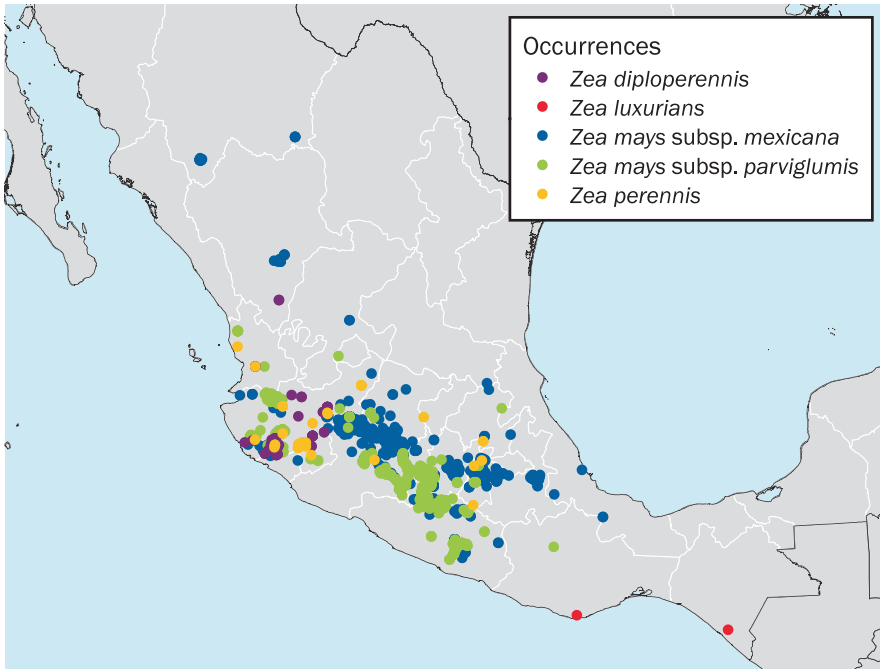 Occurrences
Zea diploperennis
Zea luxurians
Zea mays subsp. mexicana
Zea mays subsp. parviglumis
Zea perennis